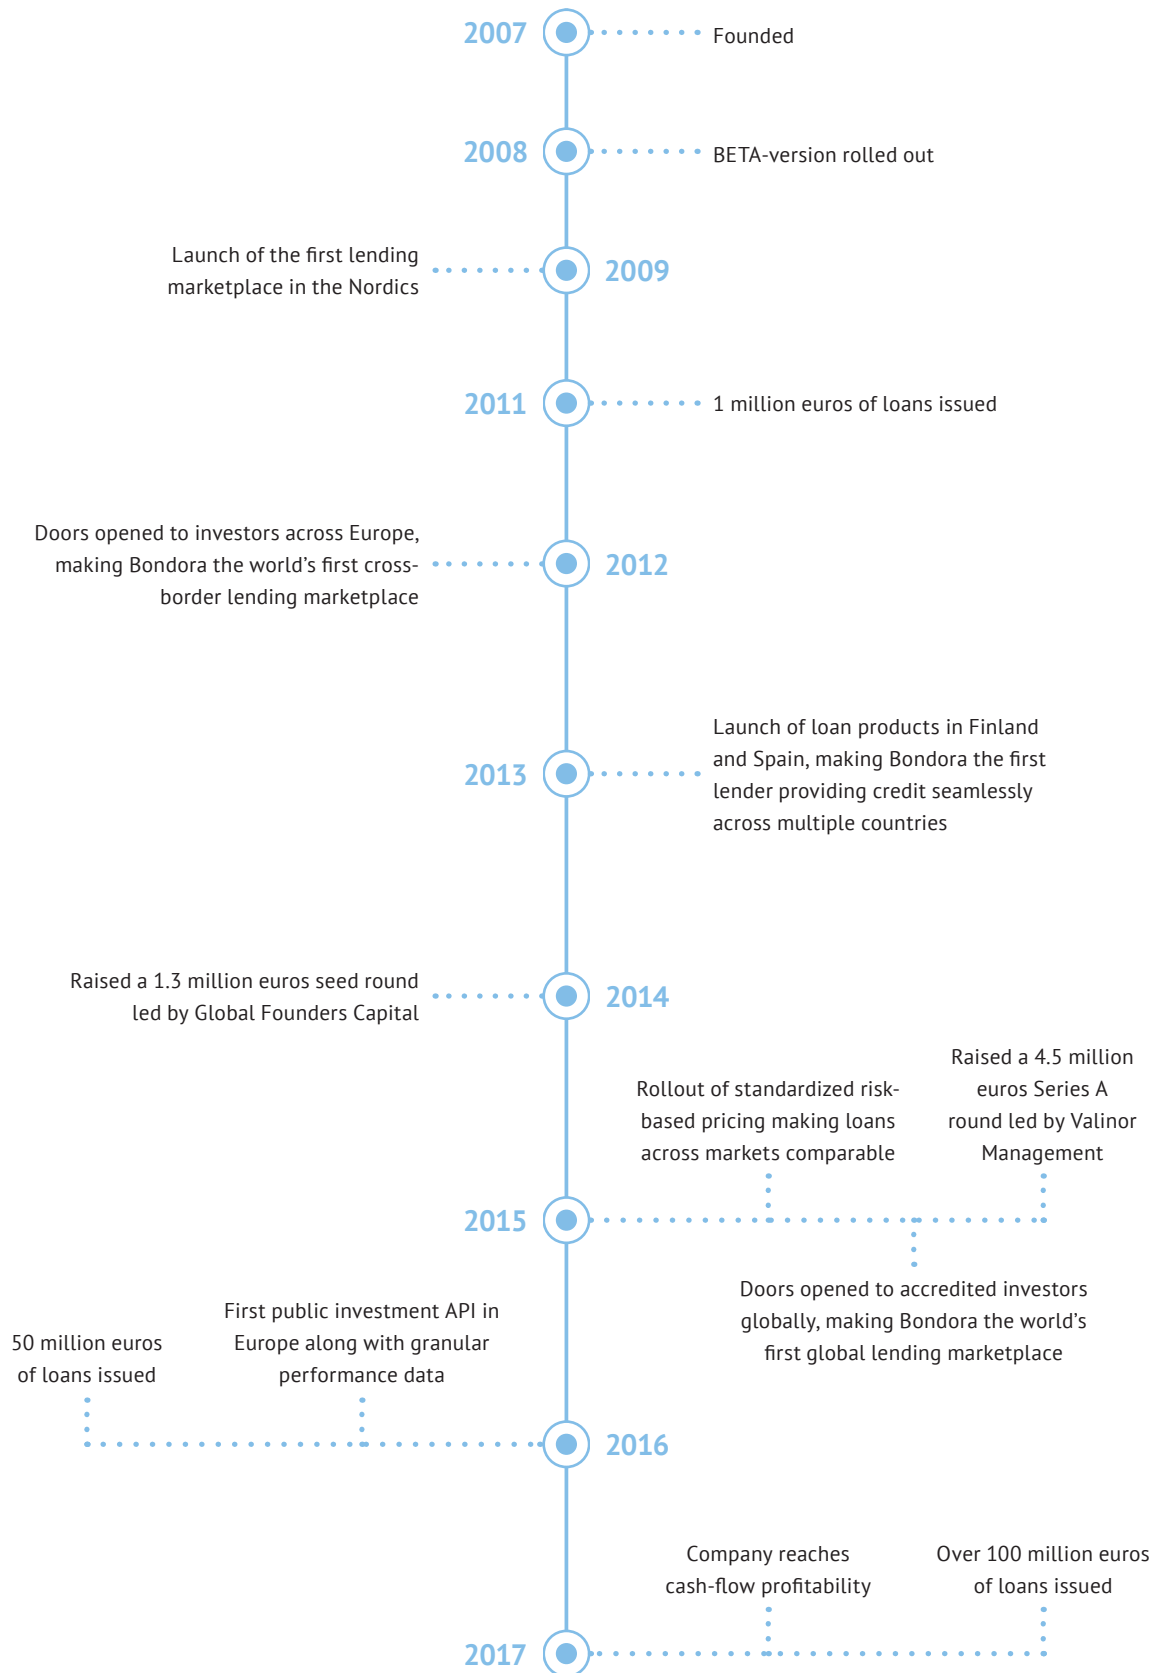 2007
Founded
2008
BETA-version rolled out
Launch of the first lending
marketplace in the Nordics
2009
2011
1 million euros of loans issued
Doors opened to investors across Europe,
making Bondora the world's first cross-
border lending marketplace
2012
2013
Launch of loan products in Finland
and Spain, making Bondora the first
lender providing credit seamlessly
across multiple countries
Raised a 1.3 million euros seed round
led by Global Founders Capital
2014
2015
Rollout of standardized risk-
based pricing making loans
across markets comparable
Raised a 4.5 million
euros Series A
round led by Valinor
Management
Doors opened to accredited investors
globally, making Bondora the world's
first global lending marketplace
50 million euros
of loans issued
First public investment API in
Europe along with granular
performance data
2016
2017
Company reaches
cash-flow profitability
Over 100 million euros
of loans issued